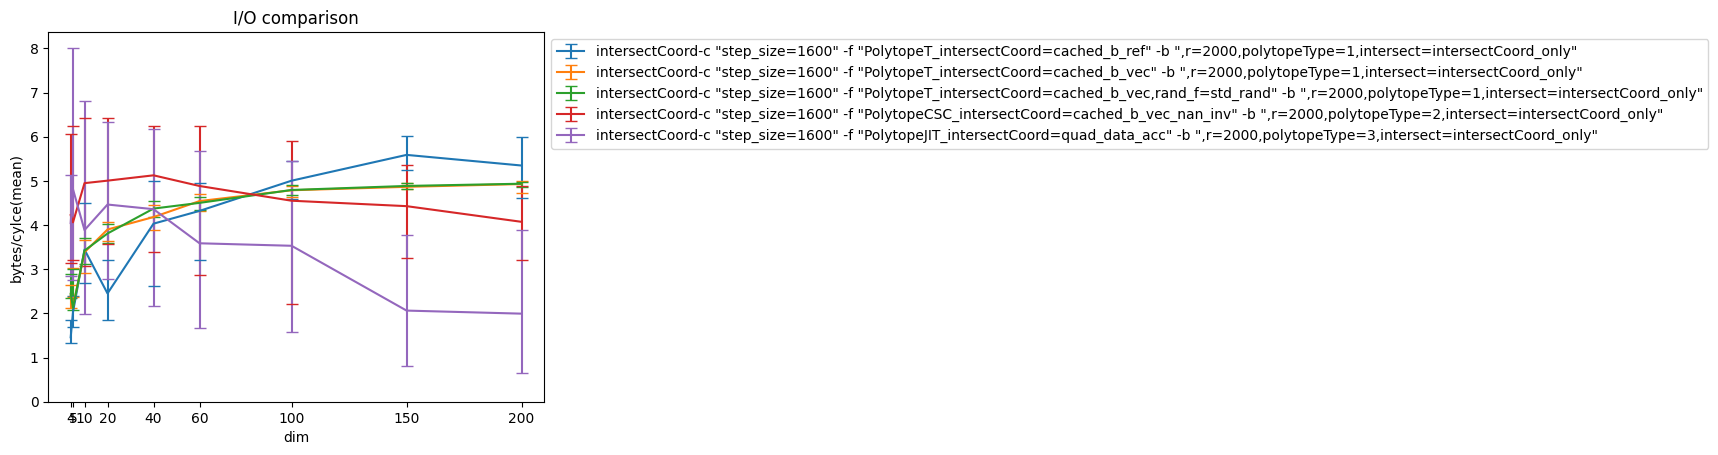 I/O comparison
bytes/cylce(mean)
8
7
6
5
4
3
2
1
0
4 5 10 20 40 60 100 150 200
dim
intersectCoord-c "step_size=1600" -f "PolytopeT_intersectCoord=cached_b_ref" -b ",r=2000,polytopeType=1,intersect=intersectCoord_only"
intersectCoord-c "step_size=1600" -f "PolytopeT_intersectCoord=cached_b_vec" -b ",r=2000,polytopeType=1,intersect=intersectCoord_only"
intersectCoord-c "step_size=1600" -f "PolytopeT_intersectCoord=cached_b_vec,rand_f=std_rand" -b ",r=2000,polytopeType=1,intersect=intersectCoord_only"
intersectCoord-c "step_size=1600" -f "PolytopeCSC_intersectCoord=cached_b_vec_nan_inv" -b ",r=2000,polytopeType=2,intersect=intersectCoord_only"
intersectCoord-c "step_size=1600" -f "PolytopeJIT_intersectCoord=quad_data_acc" -b ",r=2000,polytopeType=3,intersect=intersectCoord_only"